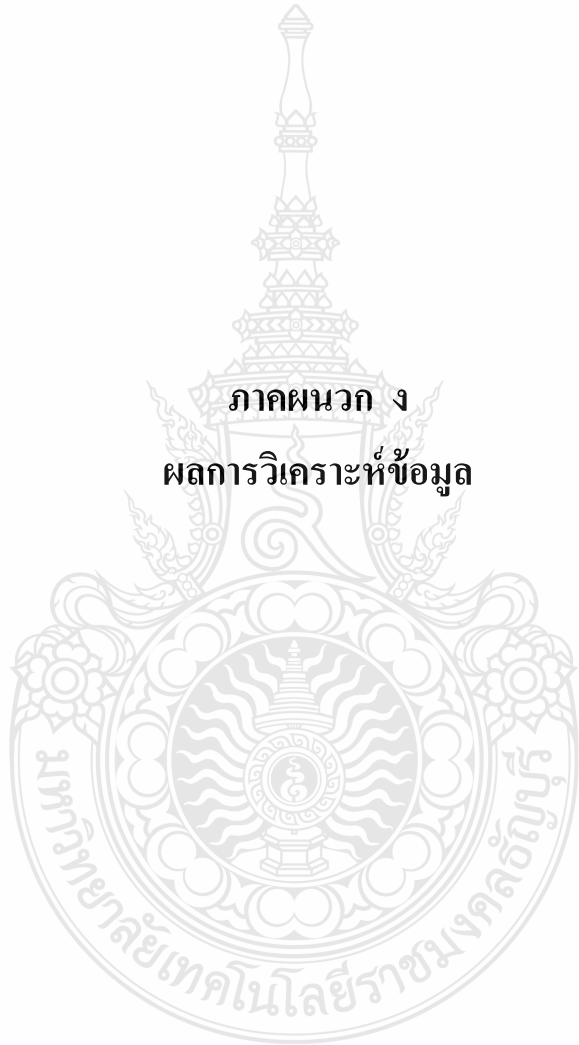 ภาคผนวก ง
ผลการวิเคราะห์ข้อมูล
มหาวิทยาลัยเทคโนโลยีราชมงคลธัญบุรี